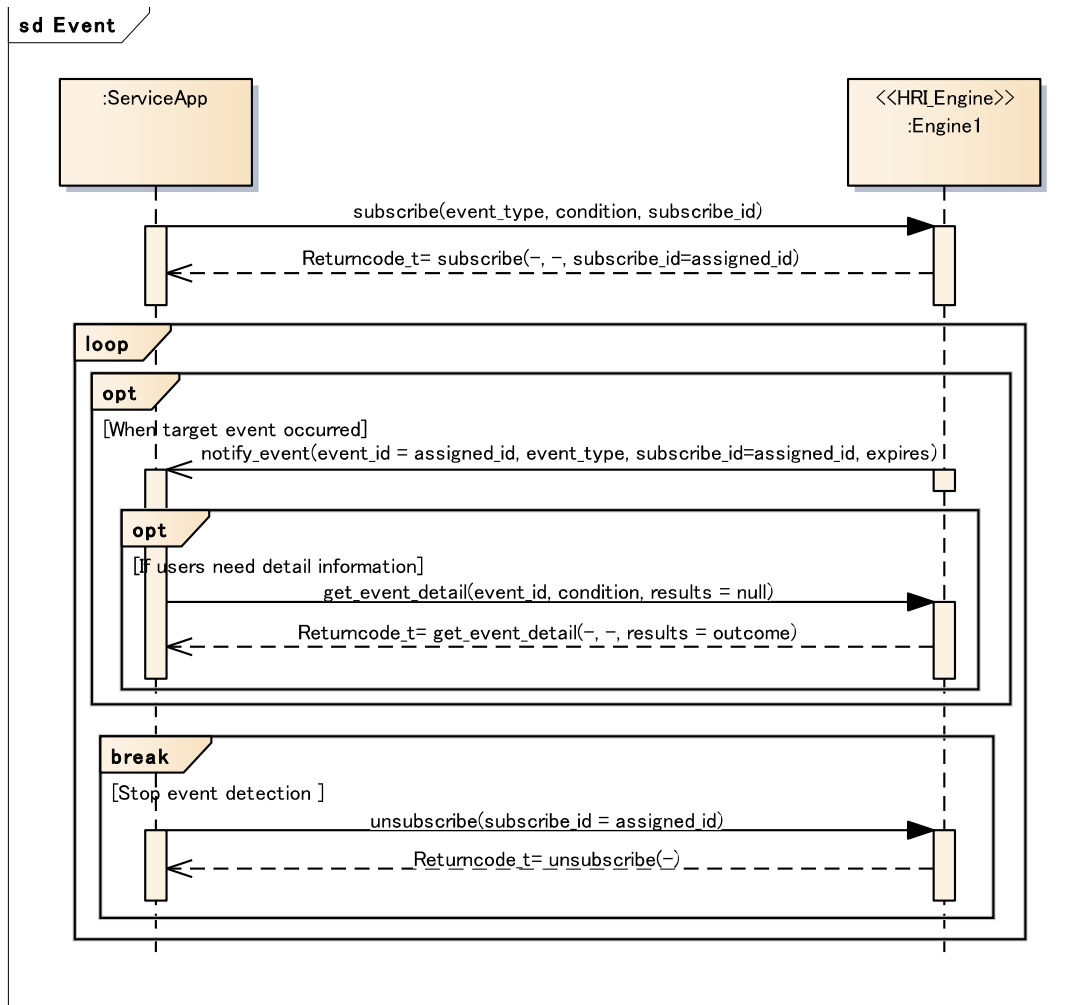 sd Event
:ServiceApp
<<HRI_Engine>>
:Engine1
subscribe(event_type, condition, subscribe_id)
Returncode_t= subscribe(-, -, subscribe_id=assigned_id)
loop
opt
[When target event occurred]
notify_event(event_id = assigned_id, event_type, subscribe_id=assigned_id, expires)
opt
[If users need detail information]
get_event_detail(event_id, condition, results = null)
Returncode_t= get_event_detail(-, -, results = outcome)
break
[Stop event detection ]
unsubscribe(subscribe_id = assigned_id)
Returncode_t= unsubscribe(-)